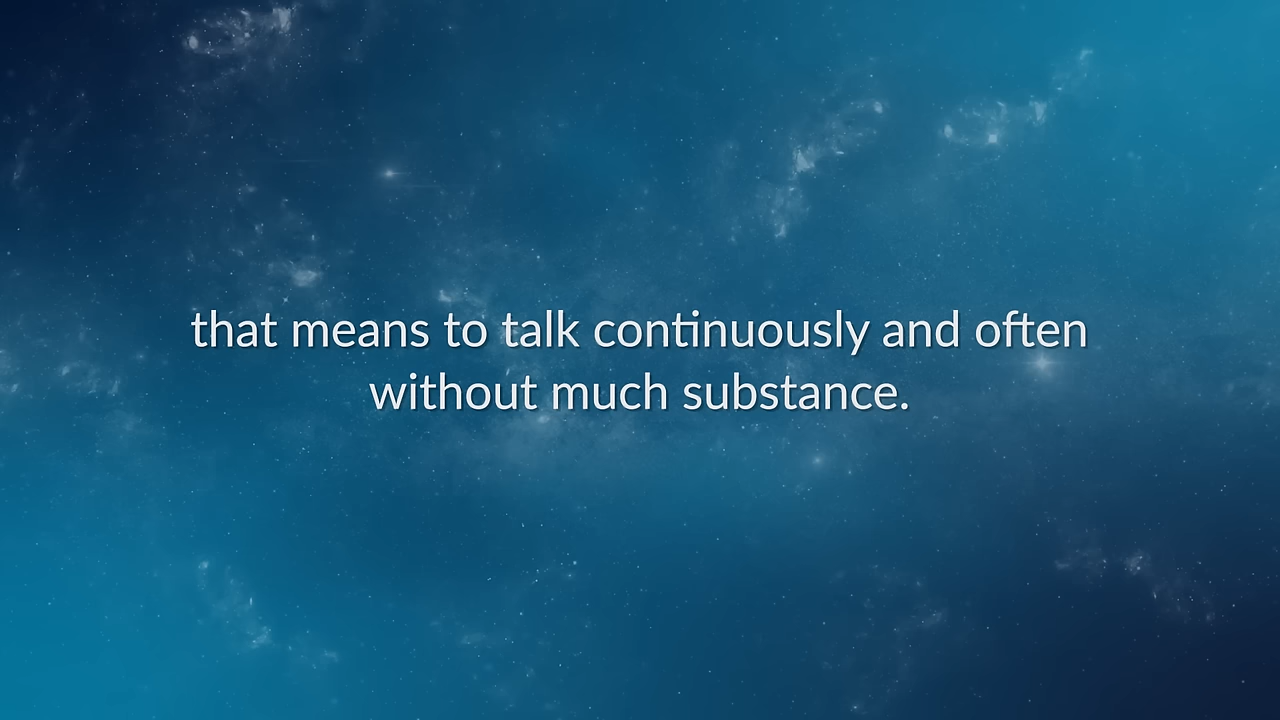 that means to talk continuously and often
without much substance.